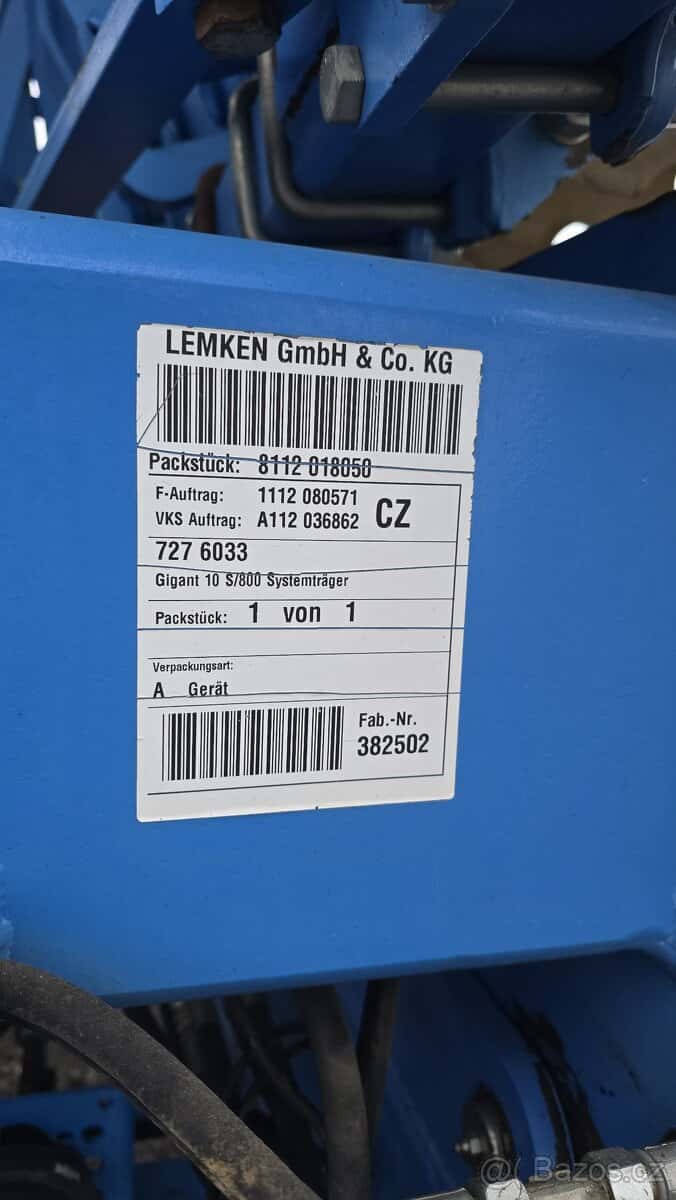 LEMKEN GmbH & Co. KG
Packstück: 8112 018050
F-Auftrag: 1112 080571
VKS Auftrag: A112 036862 CZ
727 6033
Gigant 10 S/800 Systemträger
Packstück: 1 von 1
Verpackungsart:
A Gerät
Fab.-Nr.
382502
@( Bazos.cz